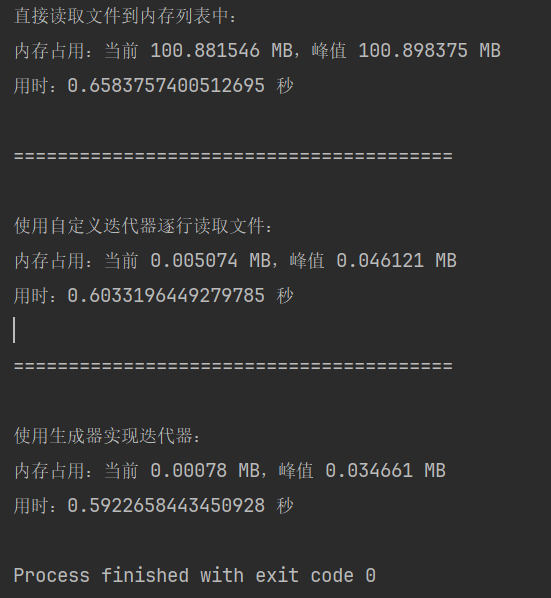 直接读取文件到内存列表中：
内存占用：当前 100.881546 MB，峰值 100.898375 MB
用时：0.6583757400512695 秒
========================================
使用自定义迭代器逐行读取文件：
内存占用：当前 0.005074 MB，峰值 0.046121 MB
用时：0.6033196449279785 秒
========================================
使用生成器实现迭代器：
内存占用：当前 0.00078 MB，峰值 0.034661 MB
用时：0.5922658443450928 秒
Process finished with exit code 0